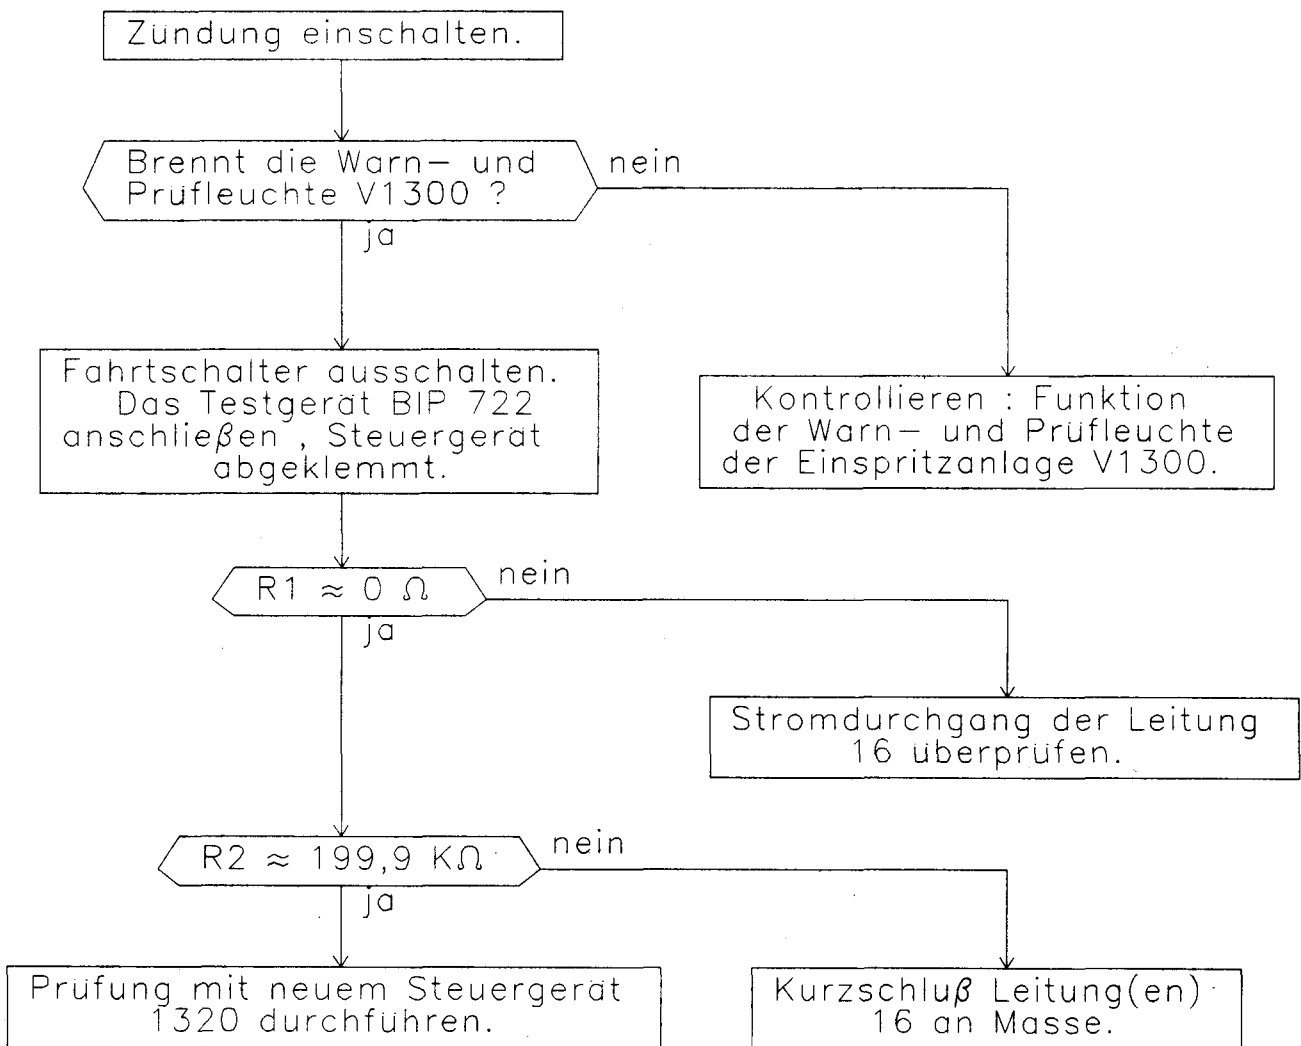 Zündung einschalten.
Brennt die Warn- und
Prüfleuchte V1300 ?
nein
ja
Fahrtschalter ausschalten.
Das Testgerät BIP 722
anschließen , Steuergerät
abgeklemmt.
Kontrollieren : Funktion
der Warn- und Prüfleuchte
der Einspritzanlage V1300.
R1 ≈ 0 Ω
nein
ja
Stromdurchgang der Leitung
16 überprüfen.
R2 ≈ 199,9 KΩ
nein
ja
Prüfung mit neuem Steuergerät
1320 durchführen.
Kurzschluß Leitung(en)
16 an Masse.